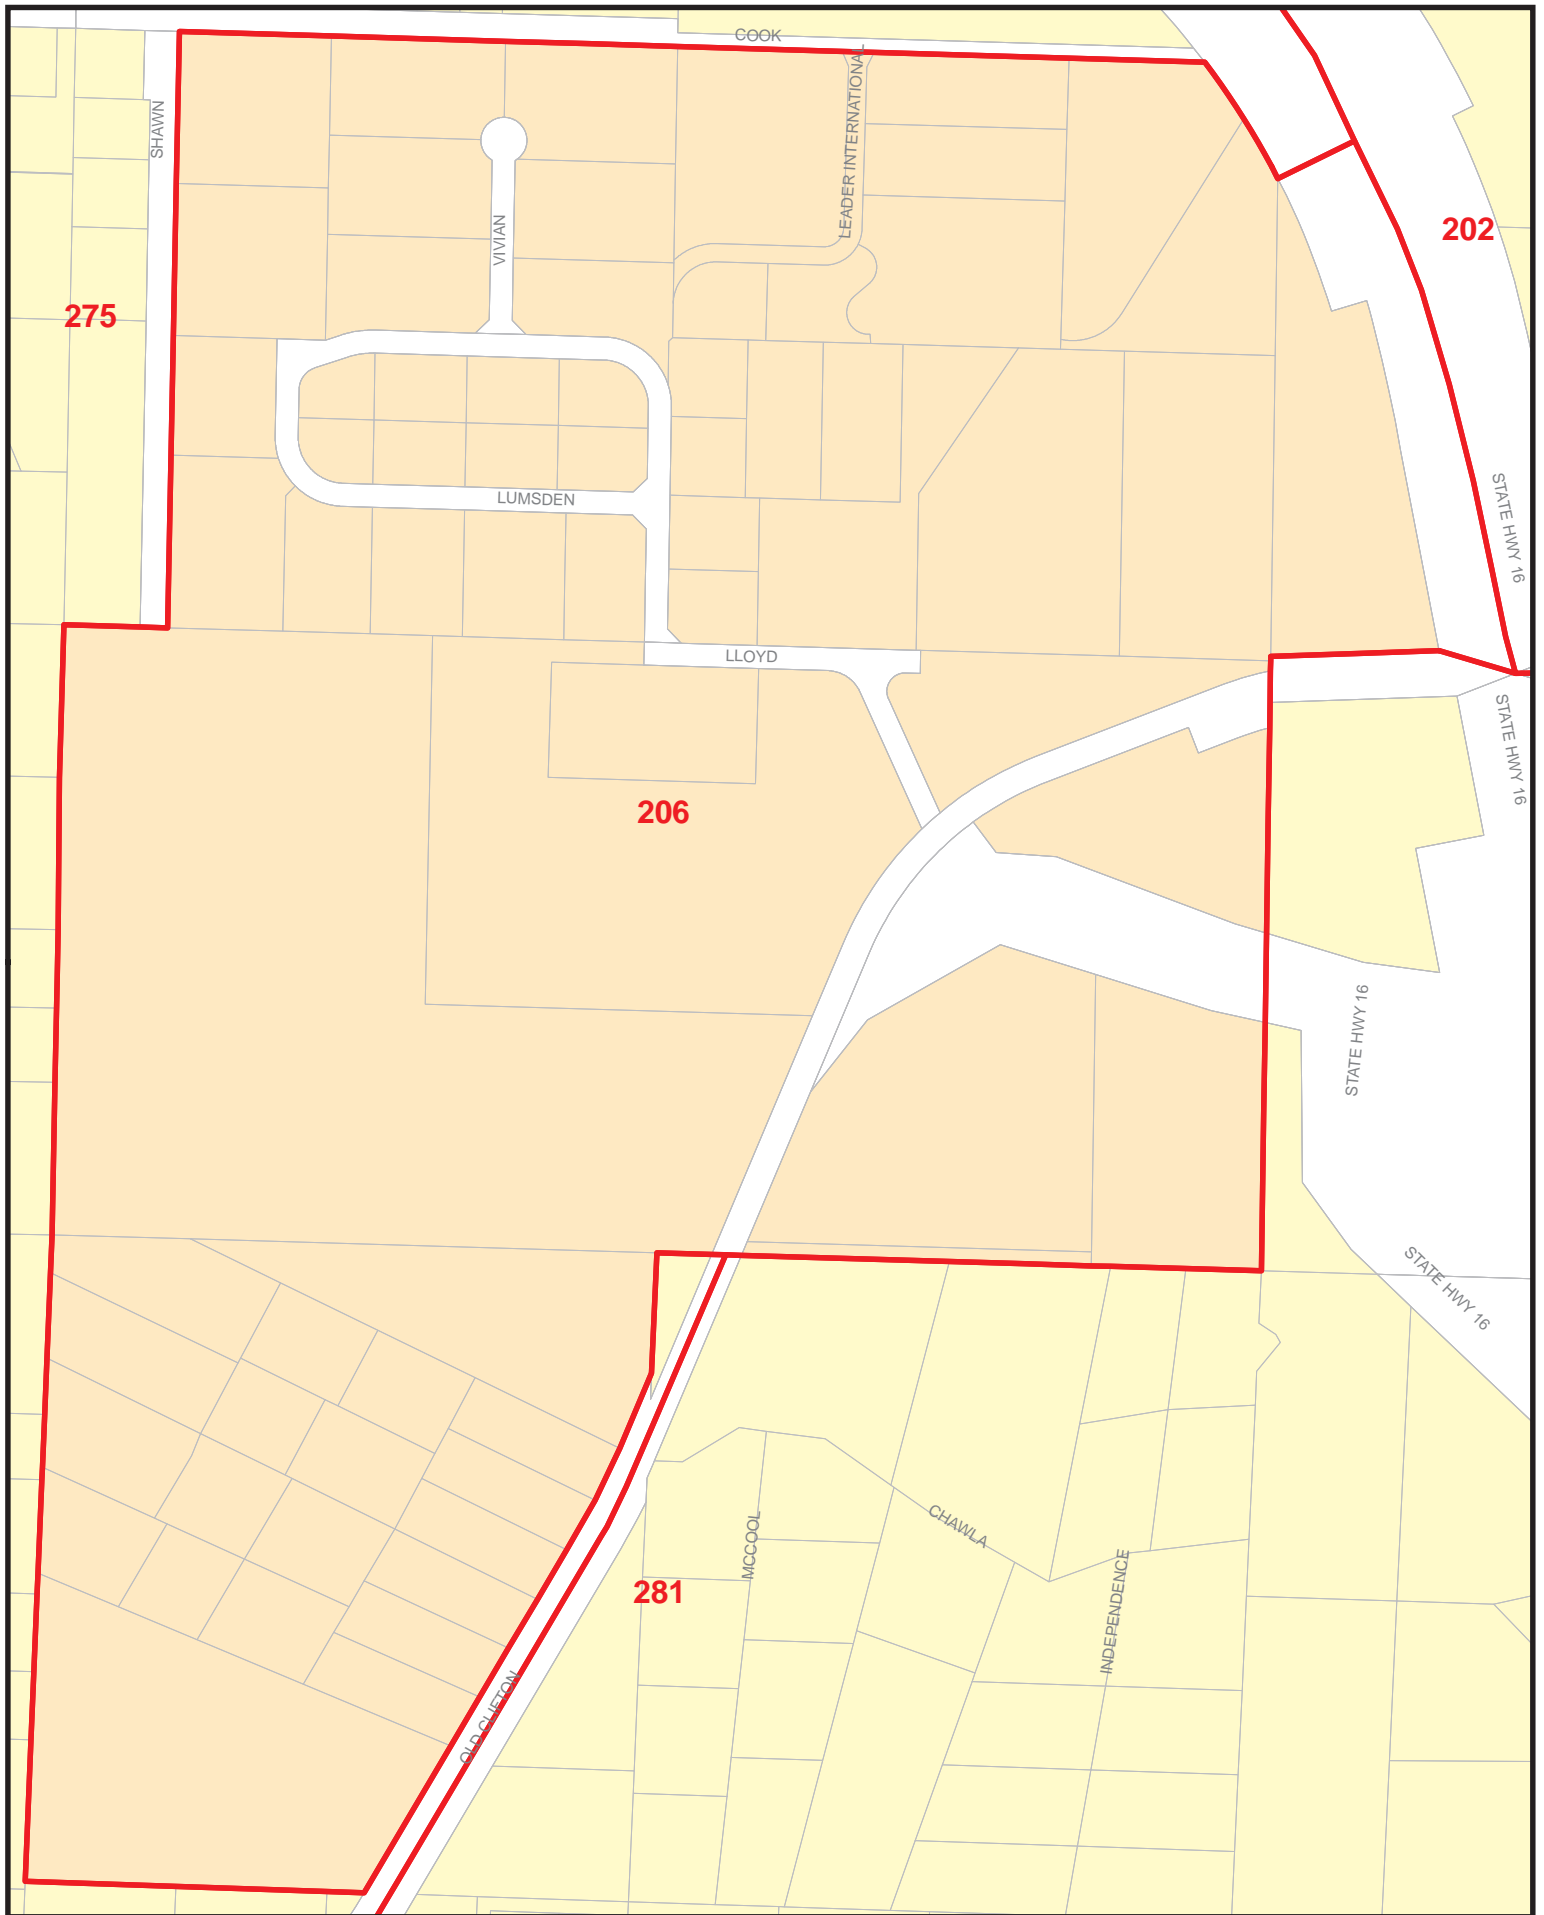 COOK
SHAWN
LEADER INTERNATIONAL
VIVIAN
202
275
STATE HWY 16
LUMSDEN
LLOYD
STATE HWY 16
206
STATE HWY 16
STATE HWY 16
CHAWLA
MCCOOL
281
INDEPENDENCE
OLD CLIFTON